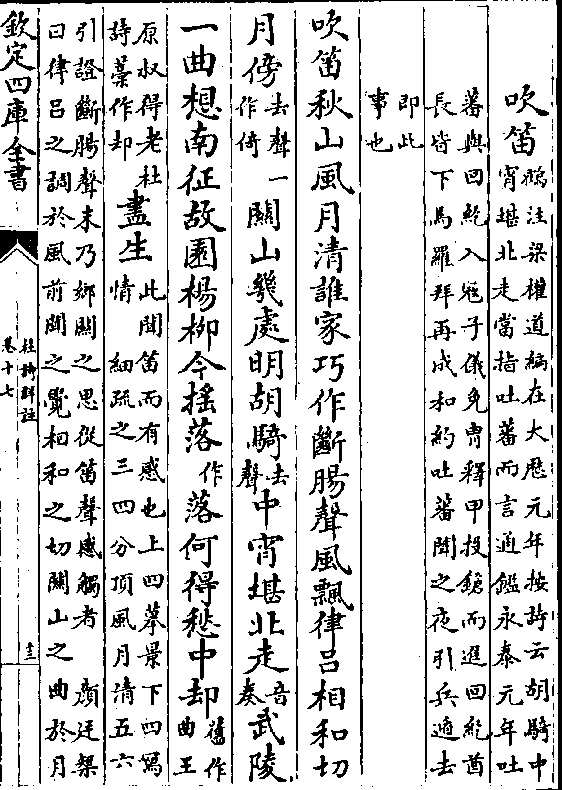 吹笛
鶴注梁權道編在大厯元年按詩云胡騎中
宵堪北走當指吐蕃而言通鑑永泰元年吐
蕃與回紇入寇子儀免胄釋甲投鎗而進回紇酋
長皆下馬羅拜再成和約吐蕃聞之夜引兵遁去
即此
事也
吹笛秋山風月清誰家巧作斷腸聲風飄律呂相和切
月傍去聲一作倚關山幾處明胡騎去聲中宵堪北走音奏武陵
一曲想南征故園楊柳今搖落作落何得愁中却舊作曲王
原叔得老杜
詩藁作却
盡生
此聞笛而有感也上四摹景下四寫
情 細疏之三四分頂風月清五六
引證斷腸聲末乃鄉關之思從笛聲感觸者 顔廷榘
曰律呂之調於風前聞之覺相和之切關山之曲於月
欽定四庫全書
杜詩詳註
卷十七